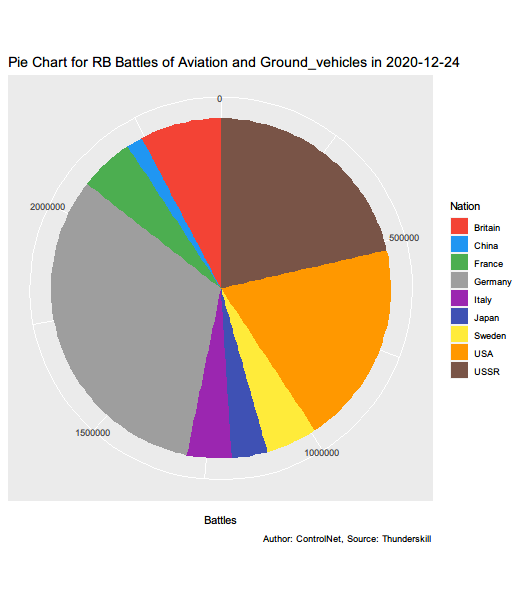 Pie Chart for RB Battles of Aviation and Ground_vehicles in 2020-12-24
0
500000
1000000
1500000
2000000
Nation
Britain
China
France
Germany
Italy
Japan
Sweden
USA
USSR
Battles
Author: ControlNet, Source: Thunderskill